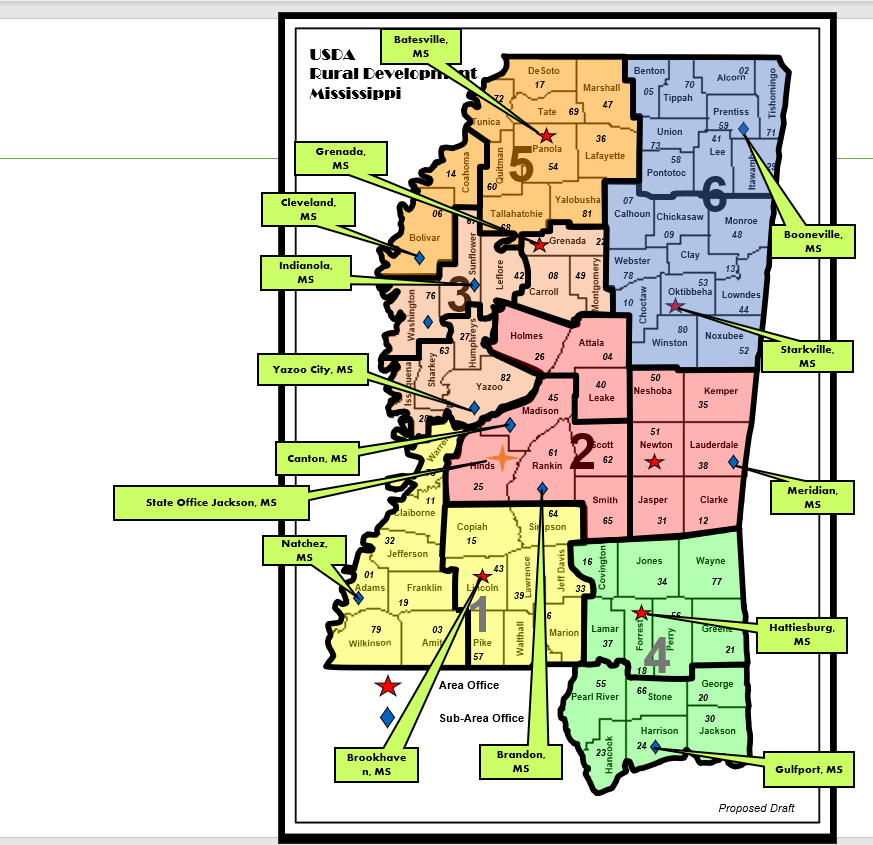 USDA
Rural Development
Mississippi
Batesville,
MS
Grenada,
MS
Cleveland,
MS
Indianola,
MS
Yazoo City, MS
Canton, MS
State Office Jackson, MS
Natchez,
MS
Brookhave
n, MS
Brandon,
MS
Booneville,
MS
Starkville,
MS
Meridian,
MS
Hattiesburg,
MS
Gulfport, MS
DeSoto
17
Marshall
47
72
Tunica
Tate
69
36
Lafayette
Panola
54
Quitman
60
5
Coahoma
14
Tallahatchie
68
Yalobusha
81
06
Bolivar
Benton
05
70
Tippah
02
Alcorn
Tishomingo
71
Prentiss
59
Union
73
41
Lee
58
Pontotoc
Itawamba
29
6
07
Calhoun
Chickasaw
09
Monroe
48
Webster
78
Clay
13
53
Oktibbeha
Lowndes
44
10
Choctaw
80
Winston
Noxubee
52
67
Sunflower
Leflore
42
Grenada
22
08
Carroll
49
Montgomery
3
76
Washington
27
Humphreys
63
Sharkey
Issaquena
28
82
Yazoo
Holmes
26
Attala
04
40
Leake
45
Madison
50
Neshoba
Kemper
35
2
Scott
62
51
Newton
Lauderdale
38
61
Rankin
Hinds
25
Smith
65
Jasper
31
Clarke
12
Warren
75
11
Claiborne
Copiah
15
64
Simpson
32
Jefferson
01
Adams
Franklin
19
43
Lincoln
Lawrence
39
Jeff Davis
33
1
79
Wilkinson
03
Amite
Pike
57
Walthall
46
Marion
16
Covington
Jones
34
Wayne
77
Lamar
37
Forrest
18
56
Perry
Greene
21
4
55
Pearl River
66
Stone
George
20
23
Hancock
Harrison
24
30
Jackson
Area Office
Sub-Area Office
Proposed Draft